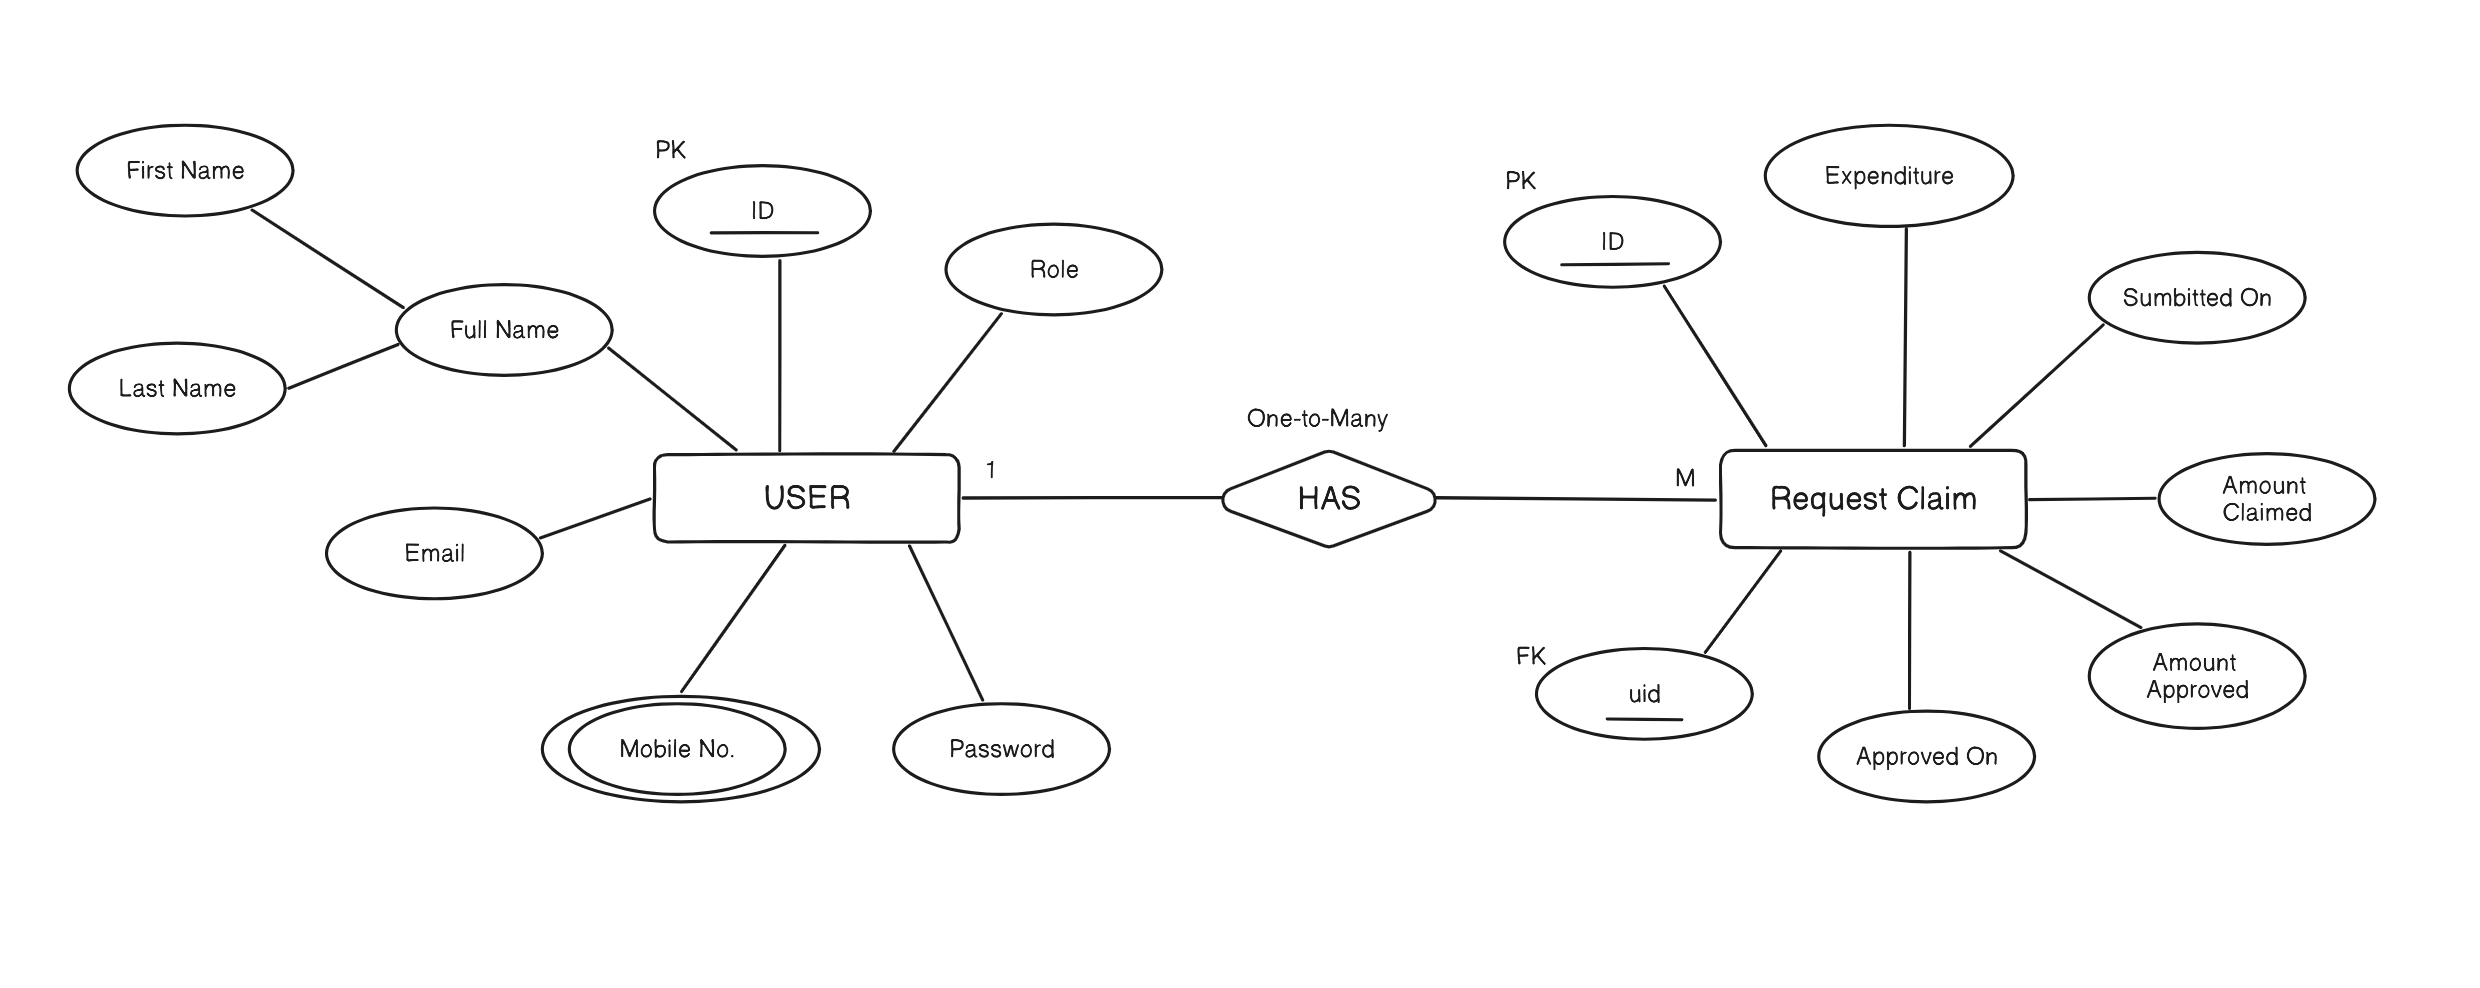 First Name
PK
ID
Role
Full Name
Last Name
USER
Email
Mobile No.
Password
1
One-to-Many
HAS
M
PK
ID
Expenditure
Sumbitted On
Request Claim
Amount
Claimed
FK
uid
Amount
Approved
Approved On